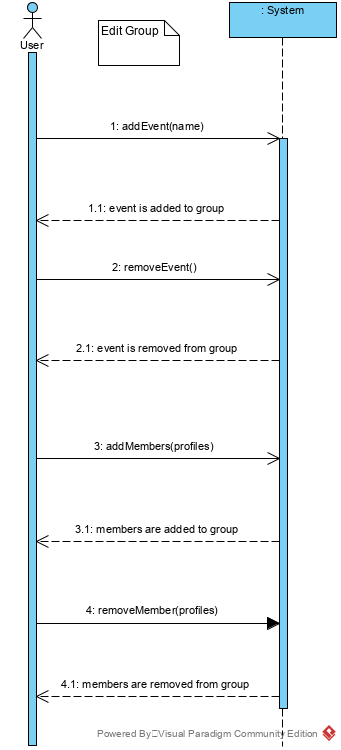 Edit Group
: System
User
1: addEvent(name)
1.1: event is added to group
2: removeEvent()
2.1: event is removed from group
3: addMembers(profiles)
3.1: members are added to group
4: removeMember(profiles)
4.1: members are removed from group
Powered By Visual Paradigm Community Edition